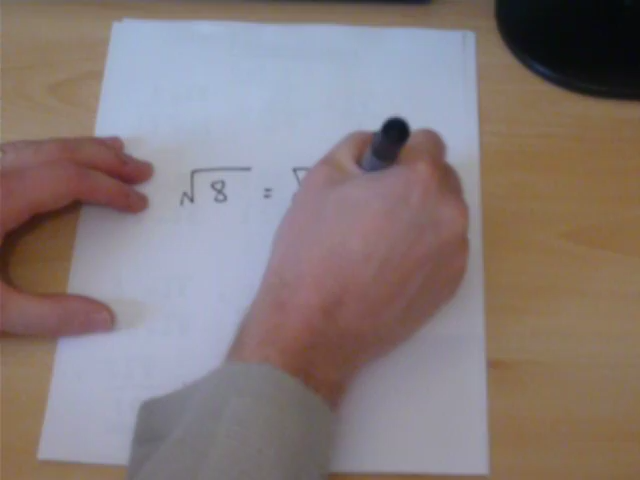 √8 = √